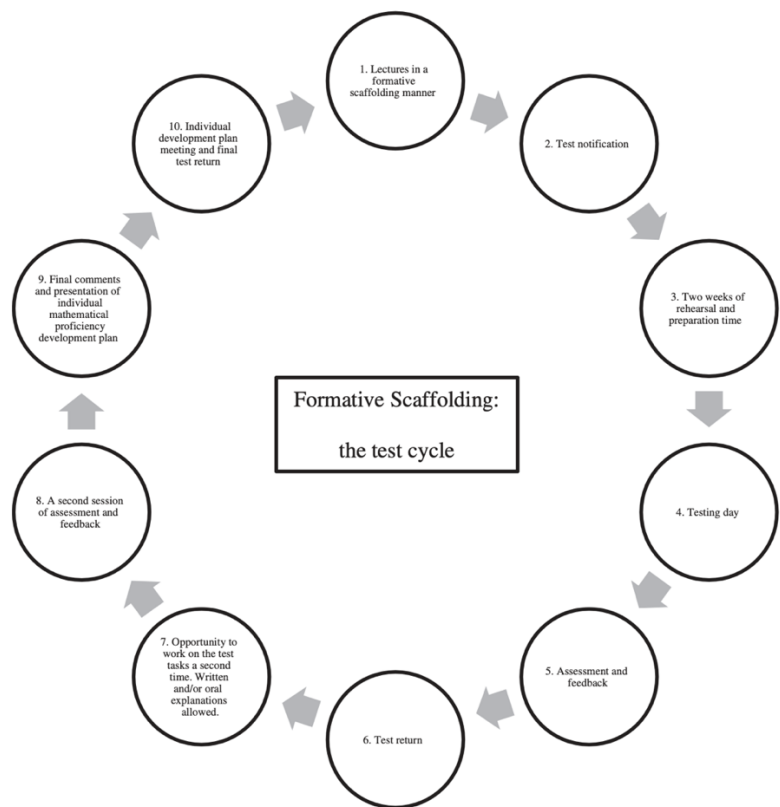 1. Lectures in a
formative
scaffolding manner
2. Test notification
3. Two weeks of
rehearsal and
preparation time
4. Testing day
5. Assessment and
feedback
6. Test return
7. Opportunity to
work on the test
tasks a second
time. Written
and/or oral
explanations
allowed.
8. A second session
of assessment and
feedback
9. Final comments
and presentation of
individual
mathematical
proficiency
development plan
10. Individual
development plan
meeting and final
test return
Formative Scaffolding:
the test cycle